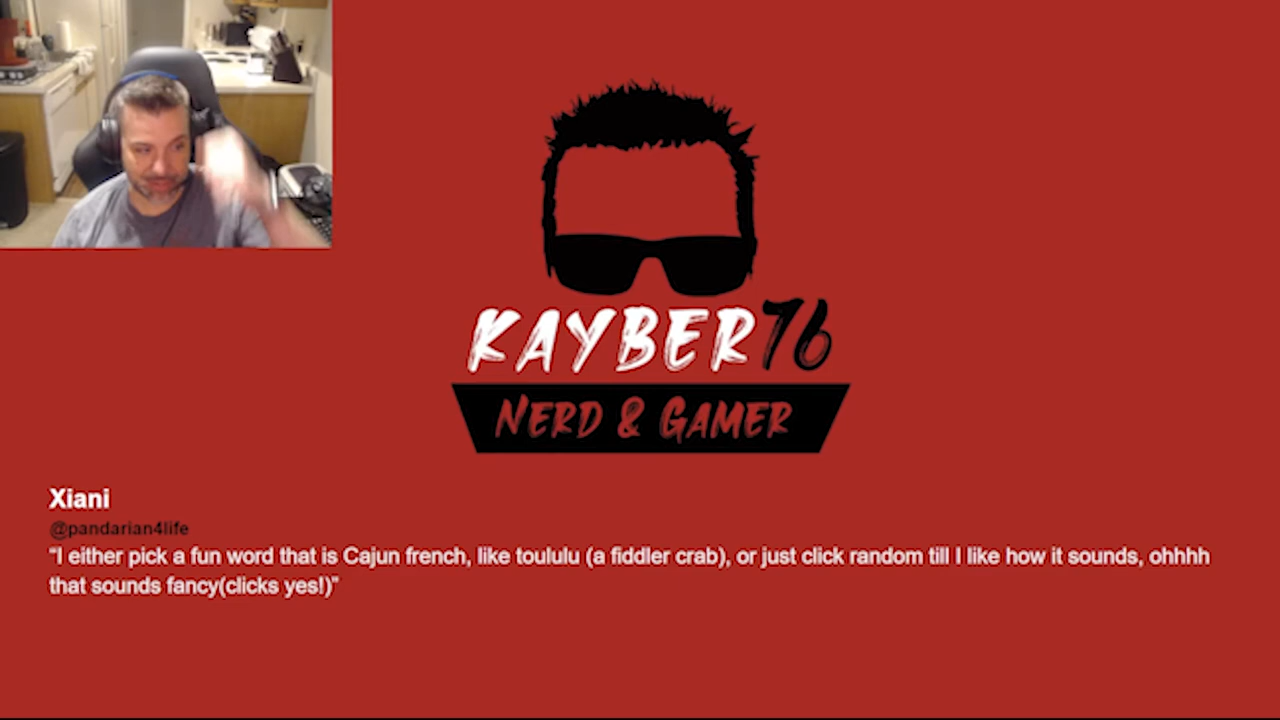 KAYBER76
NERD & GAMER
Xiani
@pandarian4life
“I either pick a fun word that is Cajun french, like toululu (a fiddler crab), or just click random till I like how it sounds, ohhhh
that sounds fancy(clicks yes!)”